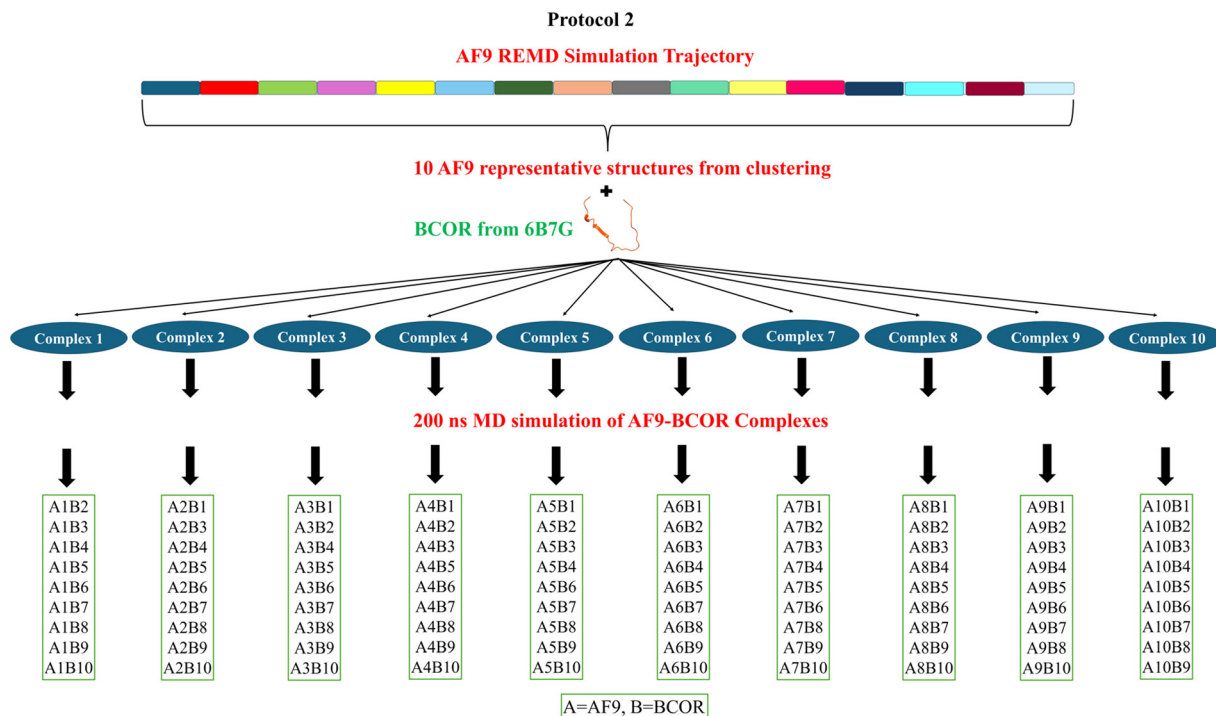 Protocol 2
AF9 REMD Simulation Trajectory
10 AF9 representative structures from clustering
+
BCOR from 6B7G
Complex 1 Complex 2 Complex 3 Complex 4 Complex 5 Complex 6 Complex 7 Complex 8 Complex 9 Complex 10
200 ns MD simulation of AF9-BCOR Complexes
A1B2 A2B1 A3B1 A4B1 A5B1 A6B1 A7B1 A8B1 A9B1 A10B1
A1B3 A2B3 A3B2 A4B2 A5B2 A6B2 A7B2 A8B2 A9B2 A10B2
A1B4 A2B4 A3B4 A4B3 A5B3 A6B3 A7B3 A8B3 A9B3 A10B3
A1B5 A2B5 A3B5 A4B5 A5B4 A6B4 A7B4 A8B4 A9B4 A10B4
A1B6 A2B6 A3B6 A4B6 A5B6 A6B5 A7B5 A8B5 A9B5 A10B5
A1B7 A2B7 A3B7 A4B7 A5B7 A6B7 A7B6 A8B6 A9B6 A10B6
A1B8 A2B8 A3B8 A4B8 A5B8 A6B8 A7B8 A8B7 A9B7 A10B7
A1B9 A2B9 A3B9 A4B9 A5B9 A6B9 A7B9 A8B9 A9B8 A10B8
A1B10 A2B10 A3B10 A4B10 A5B10 A6B10 A7B10 A8B10 A9B10 A10B9
A=AF9, B=BCOR